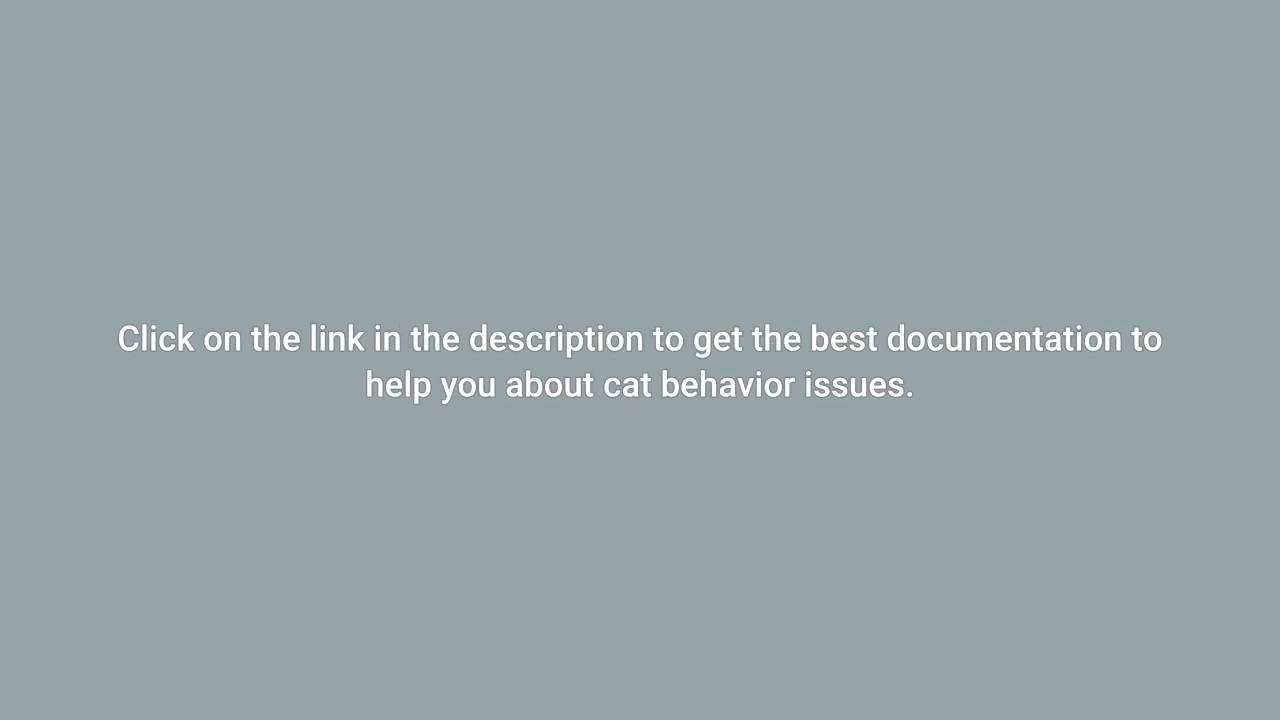 Click on the link in the description to get the best documentation to
help you about cat behavior issues.